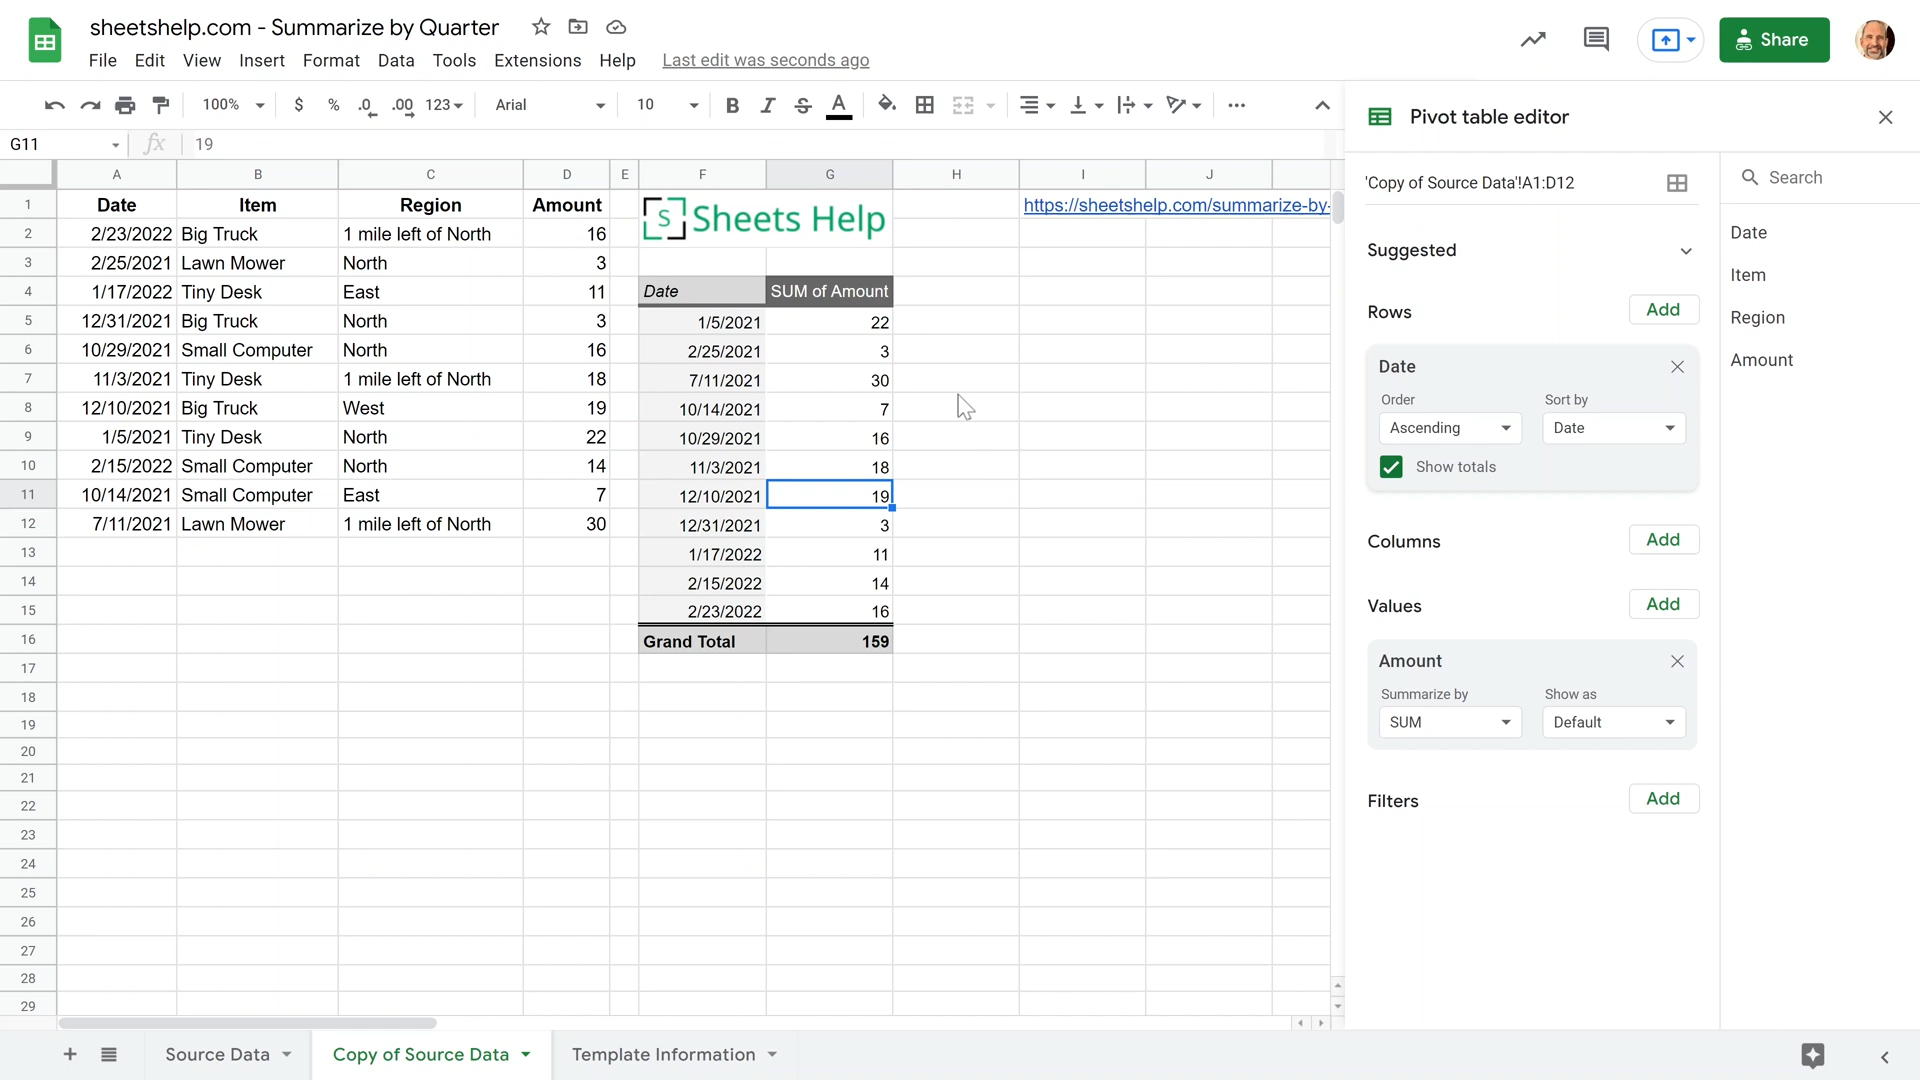 sheetshelp.com - Summarize by Quarter
File Edit View Insert Format Data Tools Extensions Help Last edit was seconds ago
Share
100% $ % .0 .00 123 Arial 10 B I S A
Pivot table editor
G11 fx 19
'Copy of Source Data'!A1:D12
Search
A B C D E F G H I J
1 Date Item Region Amount S Sheets Help https://sheetshelp.com/summarize-by-
2 2/23/2022 Big Truck 1 mile left of North 16
3 2/25/2021 Lawn Mower North 3
4 1/17/2022 Tiny Desk East 11 Date SUM of Amount
5 12/31/2021 Big Truck North 3 1/5/2021 22
6 10/29/2021 Small Computer North 16 2/25/2021 3
7 11/3/2021 Tiny Desk 1 mile left of North 18 7/11/2021 30
8 12/10/2021 Big Truck West 19 10/14/2021 7
9 1/5/2021 Tiny Desk North 22 10/29/2021 16
10 2/15/2022 Small Computer North 14 11/3/2021 18
11 10/14/2021 Small Computer East 7 12/10/2021 19
12 7/11/2021 Lawn Mower 1 mile left of North 30 12/31/2021 3
13 1/17/2022 11
14 2/15/2022 14
15 2/23/2022 16
16 Grand Total 159
17
18
19
20
21
22
23
24
25
26
27
28
29
Suggested
Rows Add
Date
Order Sort by
Ascending Date
Show totals
Columns Add
Values Add
Amount
Summarize by Show as
SUM Default
Filters Add
Date
Item
Region
Amount
Source Data Copy of Source Data Template Information